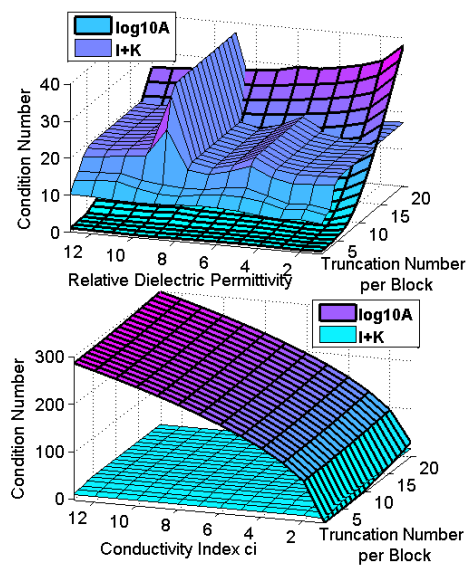 log10A
I+K
40
30
20
10
0
Condition Number
12
10
8
6
4
2
Relative Dielectric Permittivity
5
10
15
20
Truncation Number
per Block
log10A
I+K
300
200
100
0
Condition Number
12
10
8
6
4
2
Conductivity Index ci
5
10
15
20
Truncation Number
per Block